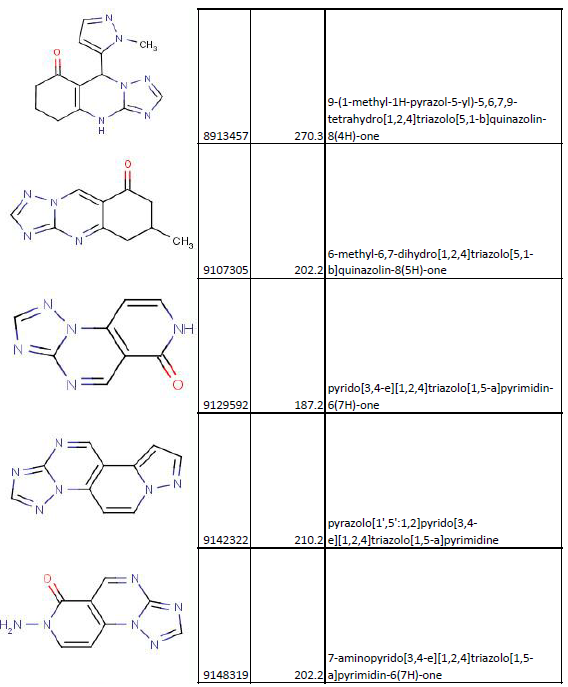 O
N
N
CH3
N
N
N
N
H
8913457
270.3
9-(1-methyl-1H-pyrazol-5-yl)-5,6,7,9-
tetrahydro[1,2,4]triazolo[5,1-b]quinazolin-
8(4H)-one
O
N
N
N
N
CH3
9107305
202.2
6-methyl-6,7-dihydro[1,2,4]triazolo[5,1-
b]quinazolin-8(5H)-one
N
N
NH
N
N
O
9129592
187.2
pyrido[3,4-e][1,2,4]triazolo[1,5-a]pyrimidin-
6(7H)-one
N
N
N
N
N
N
9142322
210.2
pyrazolo[1',5':1,2]pyrido[3,4-
e][1,2,4]triazolo[1,5-a]pyrimidine
O
N
N
H2N
N
N
N
9148319
202.2
7-aminopyrido[3,4-e][1,2,4]triazolo[1,5-
a]pyrimidin-6(7H)-one